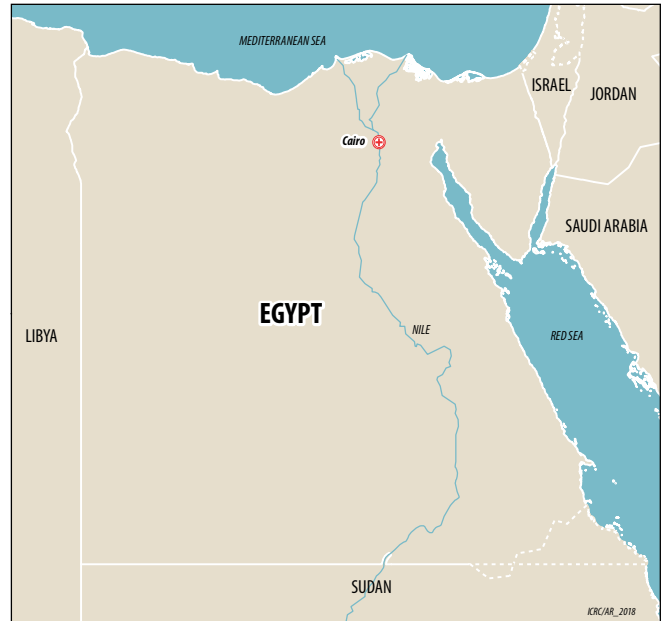 MEDITERRANEAN SEA
ISRAEL
JORDAN
Cairo
SAUDI ARABIA
EGYPT
NILE
LIBYA
RED SEA
SUDAN
ICRC/AR_2018